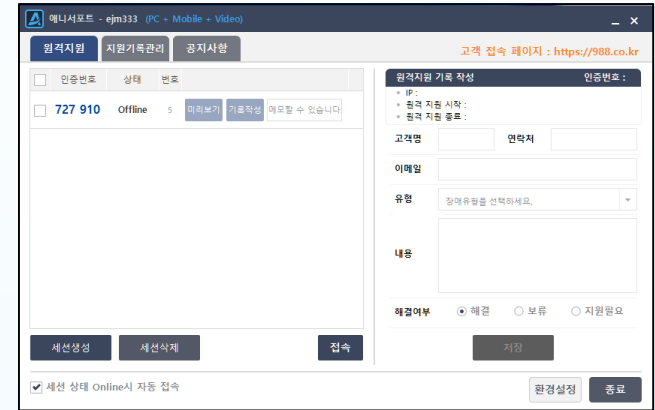 애니서포트 - ejm333 (PC + Mobile + Video)
원격지원 지원기록관리 공지사항
고객 접속 페이지 : https://988.co.kr
인증번호 상태 번호
727 910 Offline 5 미리보기 기록작성 메모할 수 있습니다.
세션생성 세션삭제 접속
원격지원 기록 작성 인증번호 :
IP :
원격 지원 시작 :
원격 지원 종료 :
고객명 연락처
이메일
유형 장애유형을 선택하세요.
내용
해결여부 해결 보류 지원필요
저장
세션 상태 Online시 자동 접속
환경설정 종료